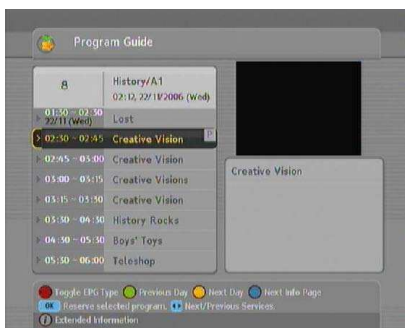 Program Guide
8
History/A1
02:12, 22/11/2006 (Wed)
01:30 ~ 02:30
22/11 (Wed)
Lost
02:30 ~ 02:45 Creative Vision P
02:45 ~ 03:00 Creative Vision
03:00 ~ 03:15 Creative Visions
03:15 ~ 03:30 Creative Vision
03:30 ~ 04:30 History Rocks
04:30 ~ 05:30 Boys' Toys
05:30 ~ 06:00 Teleshop
Creative Vision
Toggle EPG Type Previous Day Next Day Next Info Page
OK Reserve selected program. Next/Previous Services.
i Extended Information